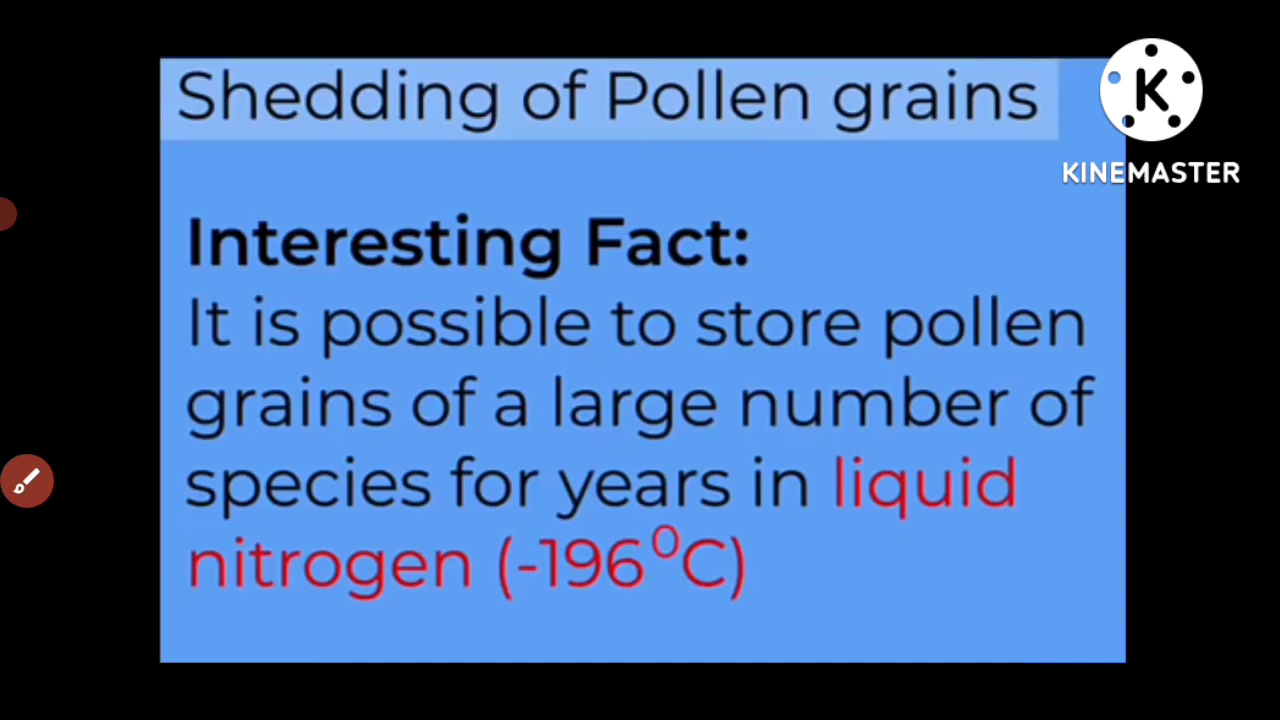 Shedding of Pollen grains
K
KINEMASTER
Interesting Fact:
It is possible to store pollen
grains of a large number of
species for years in liquid
nitrogen (-196⁰C)